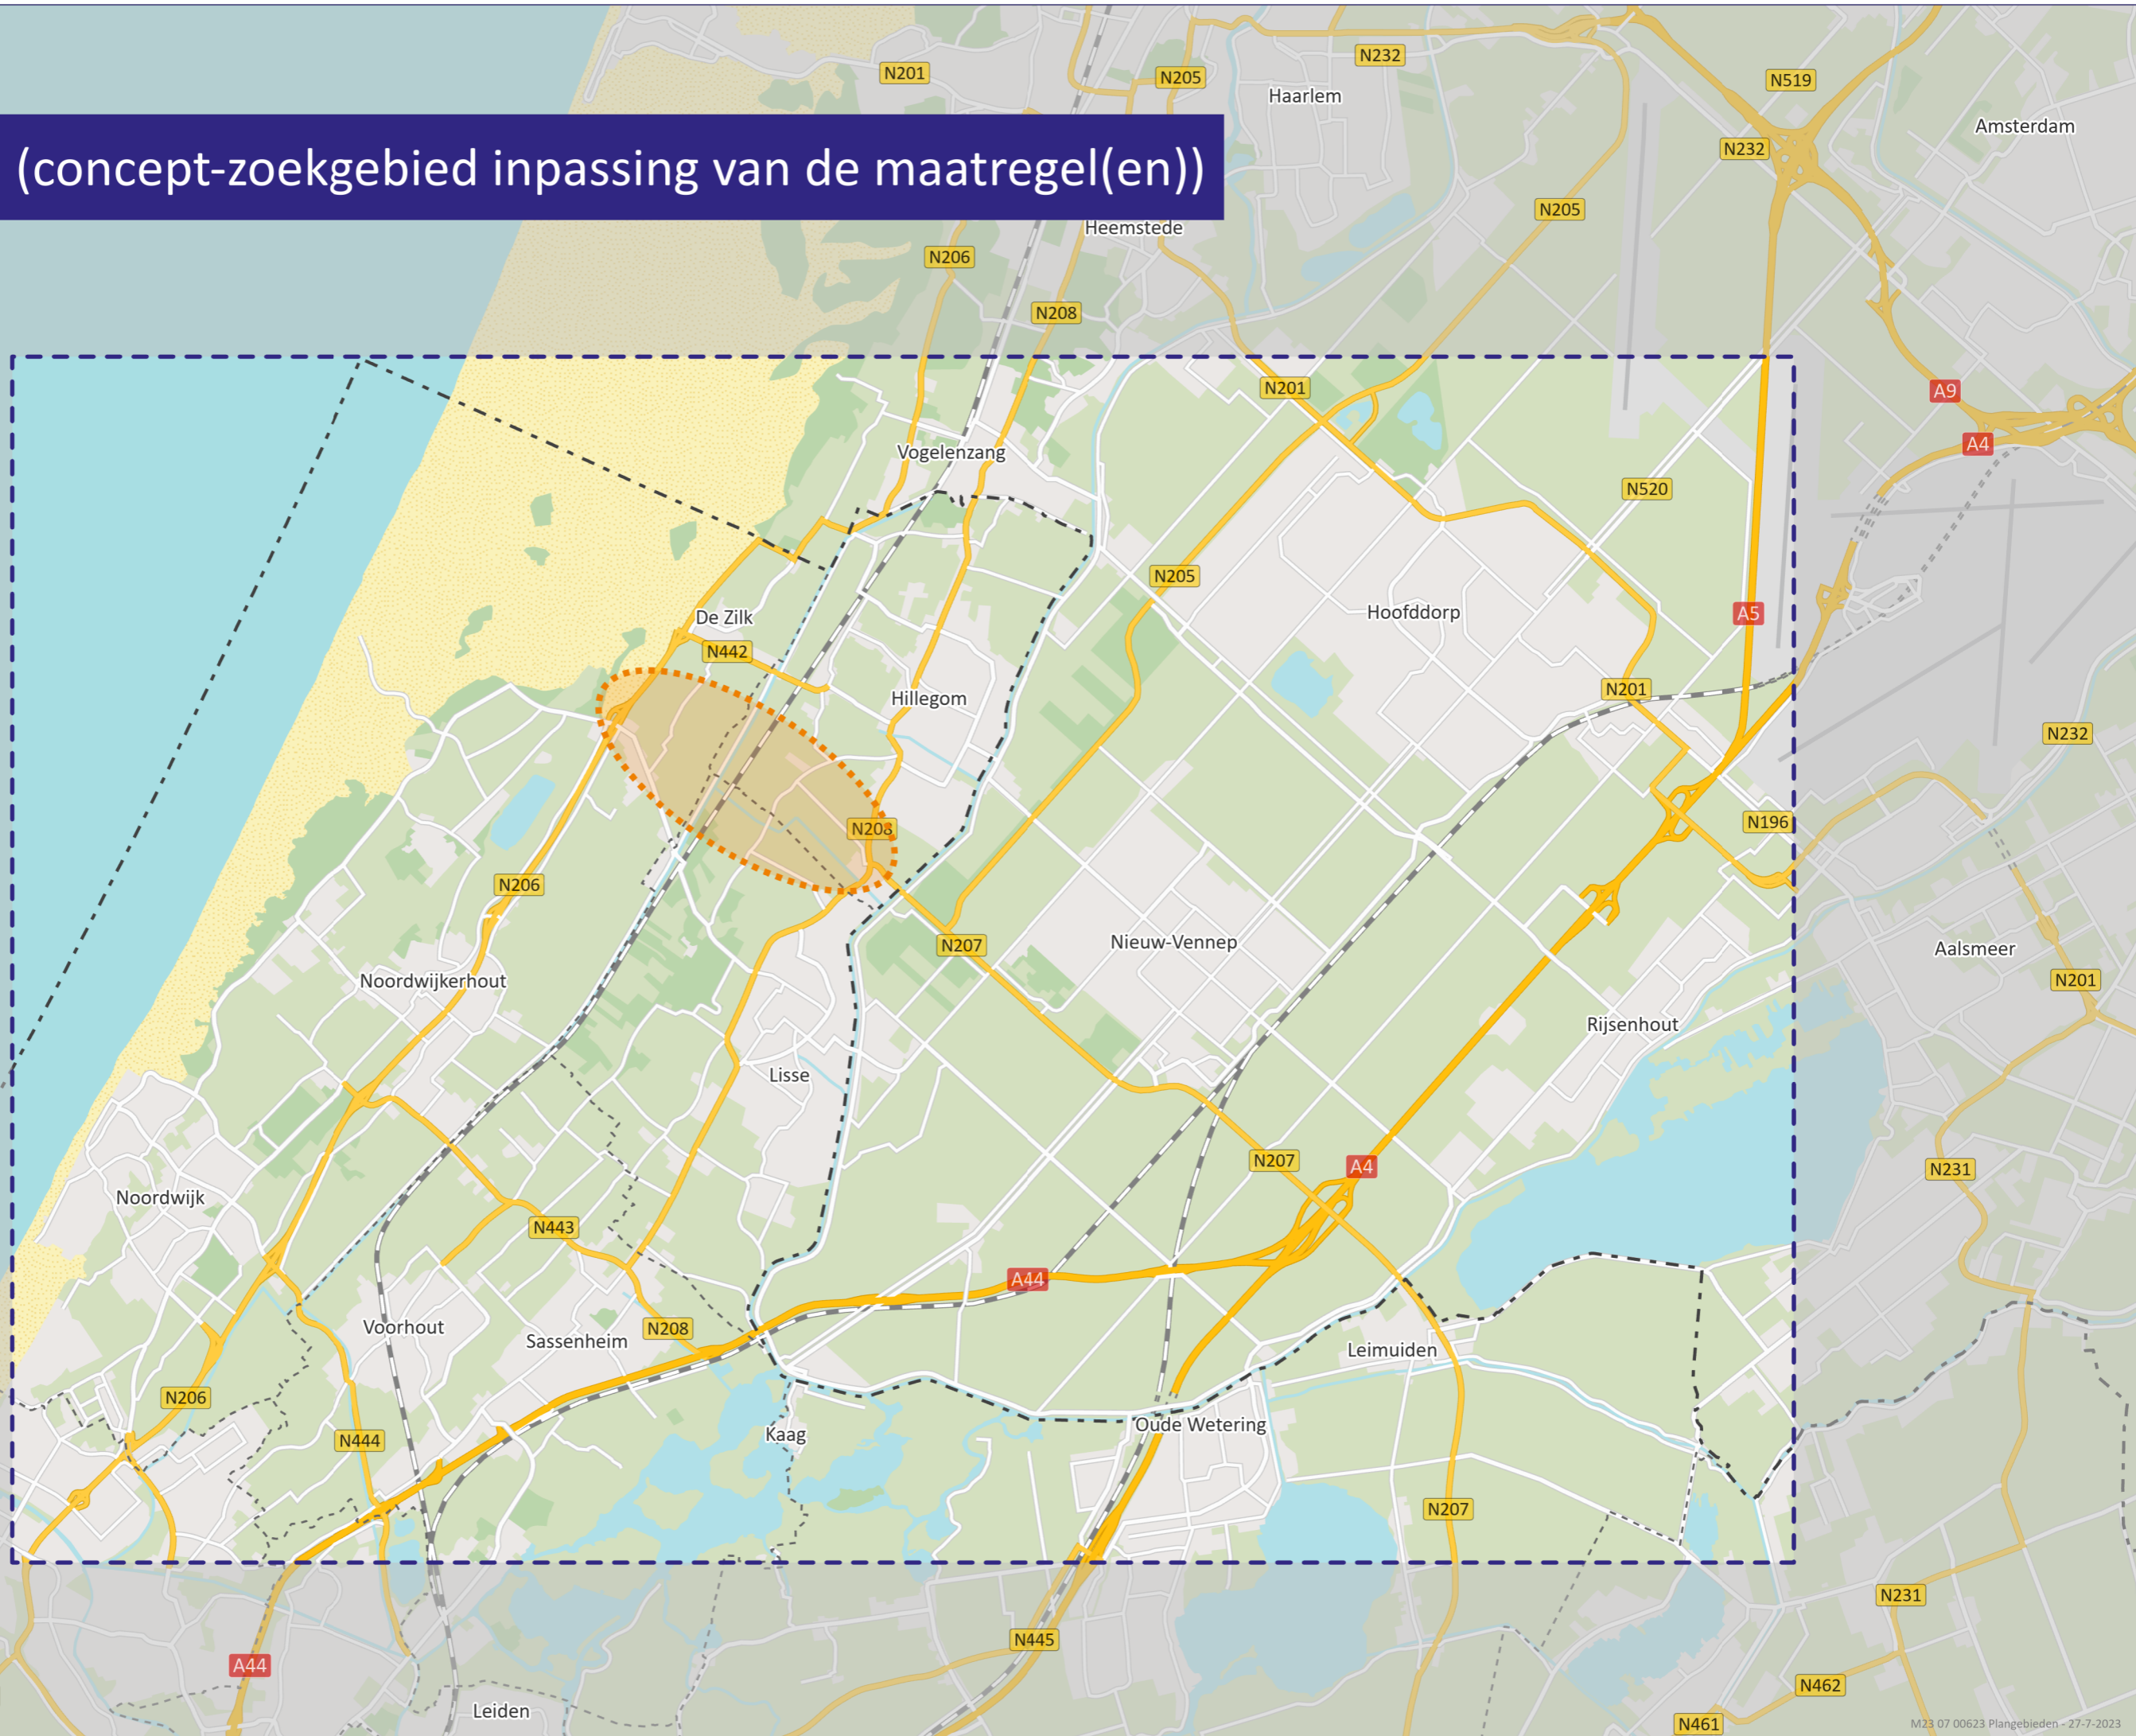 N201
N205
N232
Haarlem
N519
Amsterdam
N232
(concept-zoekgebied inpassing van de maatregel(en))
N205
Heemstede
N206
N208
N201
A9
A4
Vogelenzang
N520
N205
Hoofddorp
A5
De Zilk
N442
Hillegom
N201
N232
N208
N196
N206
Nieuw-Vennep
N207
Aalsmeer
Noordwijkerhout
N201
Rijsenhout
Lisse
N207
A4
N231
Noordwijk
N443
A44
Voorhout
Sassenheim
N208
Leimuiden
N206
N444
Kaag
Oude Wetering
N207
N231
N445
A44
N462
Leiden
N461
M23 07 00623 Plangebieden - 27-7-2023